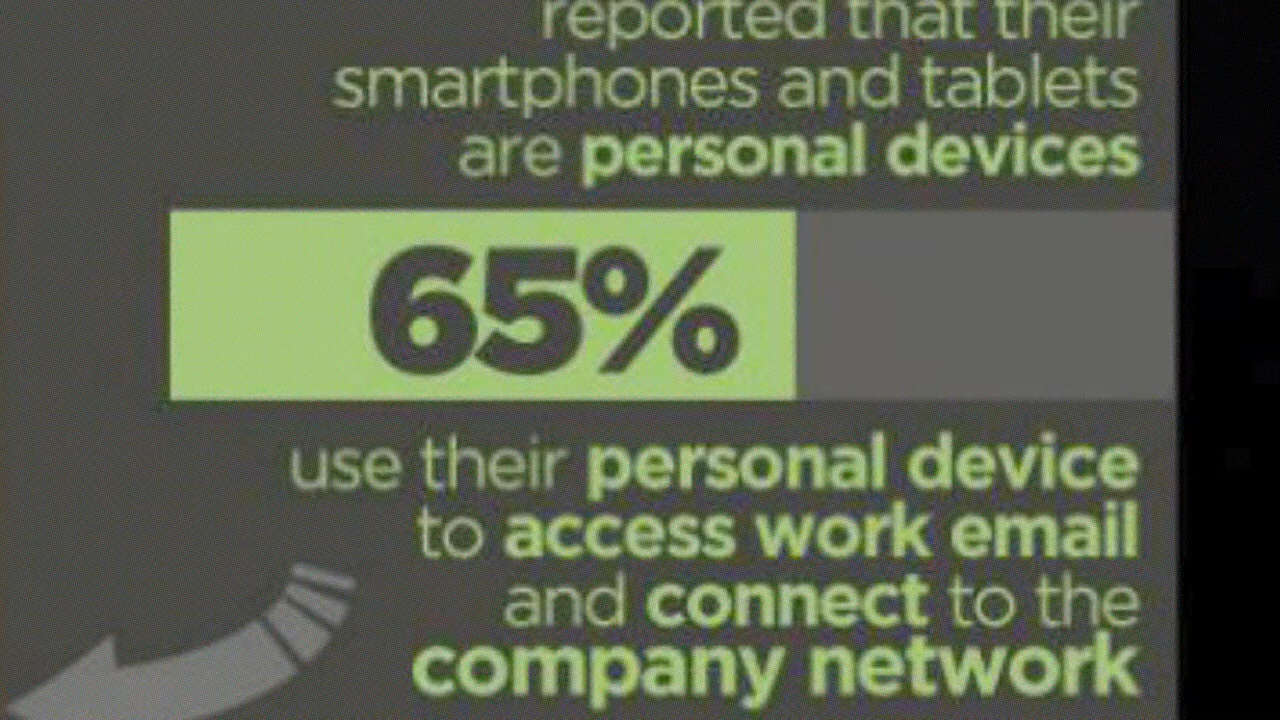 reported that their
smartphones and tablets
are personal devices
65%
use their personal device
to access work email
and connect to the
company network